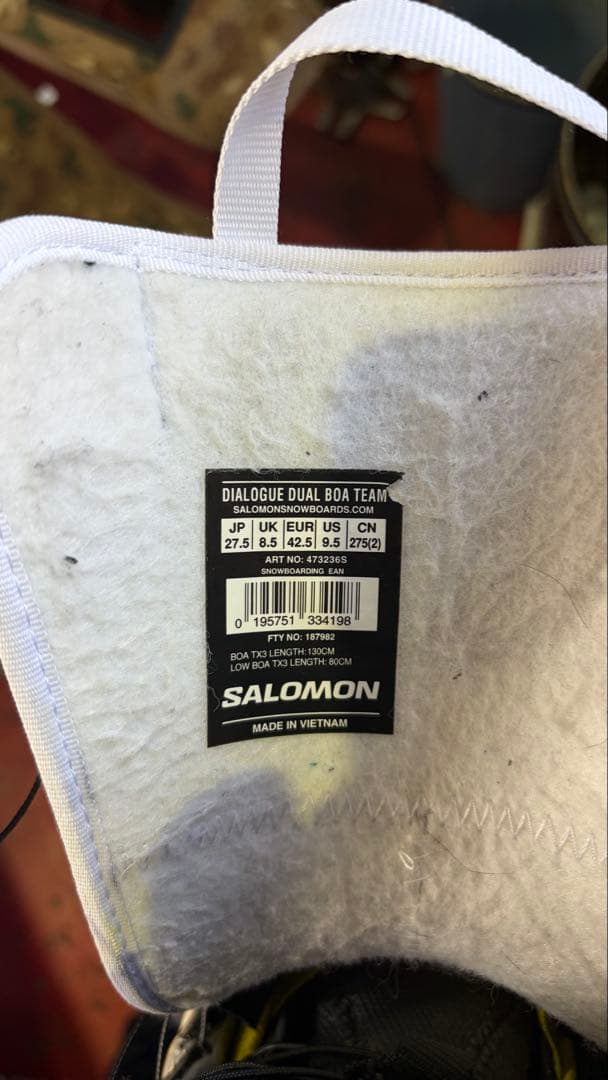 DIALOGUE DUAL BOA TEAM
SALOMONSNOWBOARDS.COM
JP UK EUR US CN
27.5 8.5 42.5 9.5 275(2)
ART NO: 473236S
SNOWBOARDING EAN
0 195751 334198
FTY NO: 187982
BOA TX3 LENGTH:130CM
LOW BOA TX3 LENGTH: 80CM
SALOMON
MADE IN VIETNAM